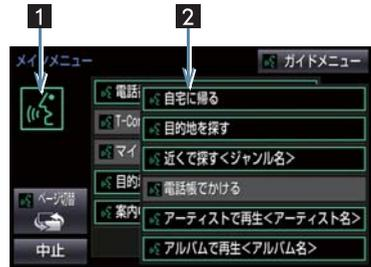 1
2
メインメニュー
ガイドメニュー
電話
自宅に帰る
T-Con
目的地を探す
マイ
近くで探す<ジャンル名>
目的
電話帳でかける
ページ切替
案内
アーティストで再生<アーティスト名>
中止
アルバムで再生<アルバム名>